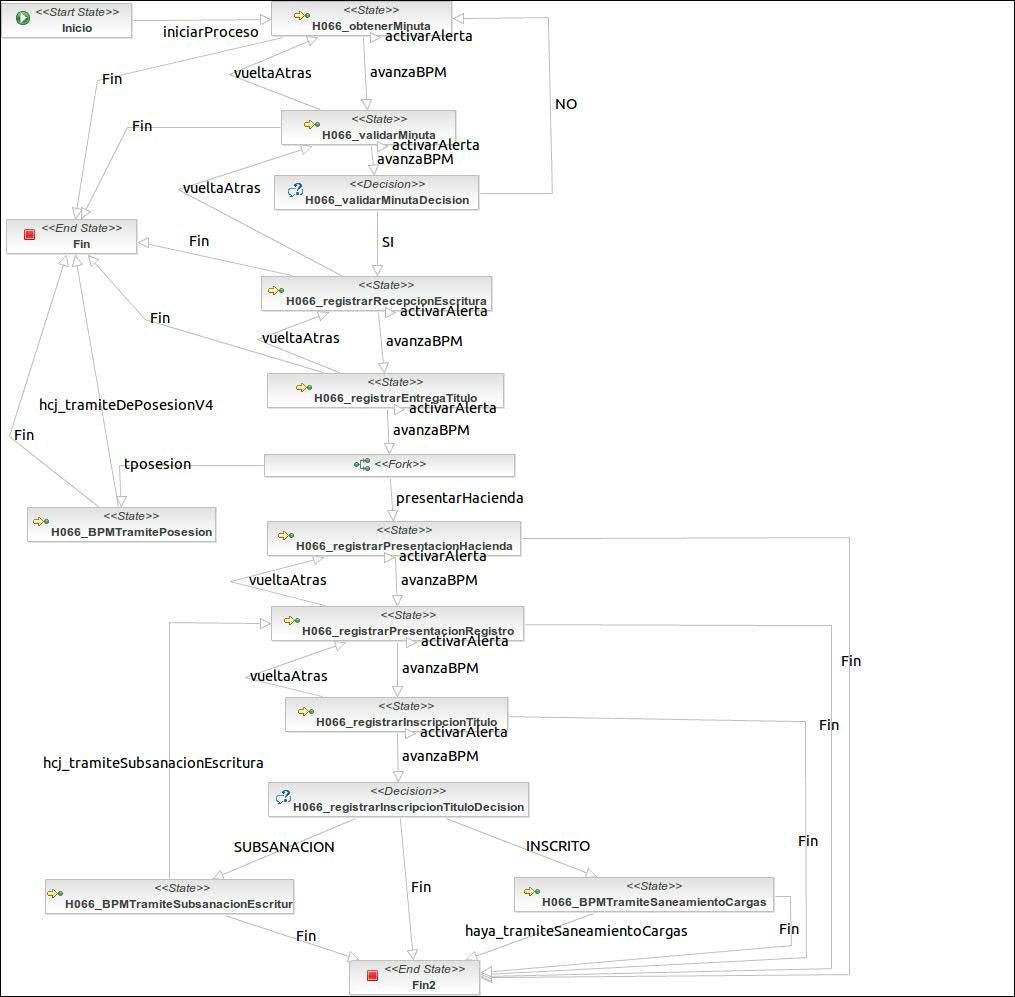 <<Start State>>
Inicio
iniciarProceso
<<State>>
H066_obtenerMinuta
activarAlerta
Fin
vueltaAtras
avanzaBPM
NO
Fin
<<State>>
H066_validarMinuta
activarAlerta
avanzaBPM
vueltaAtras
<<Decision>>
H066_validarMinutaDecision
<<End State>>
Fin
Fin
SI
<<State>>
H066_registrarRecepcionEscritura
activarAlerta
Fin
vueltaAtras
avanzaBPM
<<State>>
H066_registrarEntregaTitulo
activarAlerta
hcj_tramiteDePosesionV4
avanzaBPM
Fin
tposesion
<<Fork>>
presentarHacienda
<<State>>
H066_BPMTramitePosesion
<<State>>
H066_registrarPresentacionHacienda
activarAlerta
vueltaAtras
avanzaBPM
<<State>>
H066_registrarPresentacionRegistro
activarAlerta
Fin
vueltaAtras
avanzaBPM
<<State>>
H066_registrarInscripcionTitulo
activarAlerta
Fin
hcj_tramiteSubsanacionEscritura
avanzaBPM
<<Decision>>
H066_registrarInscripcionTituloDecision
SUBSANACION
INSCRITO
Fin
<<State>>
H066_BPMTramiteSubsanacionEscritur
Fin
<<State>>
H066_BPMTramiteSaneamientoCargas
Fin
haya_tramiteSaneamientoCargas
Fin
<<End State>>
Fin2